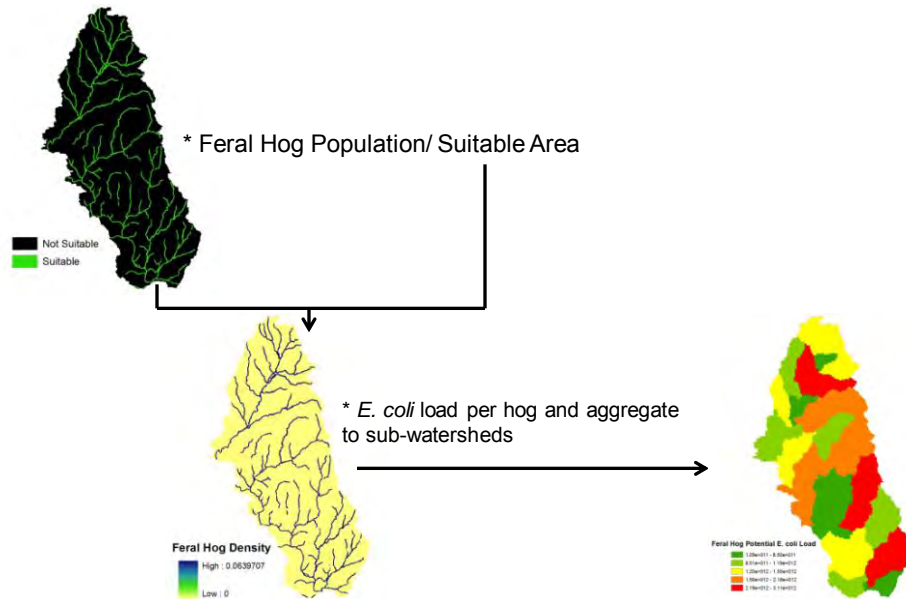 * Feral Hog Population/ Suitable Area
Not Suitable
Suitable
* E. coli load per hog and aggregate
to sub-watersheds
Feral Hog Density
High : 0.0639707
Low : 0
Feral Hog Potential E. coli Load